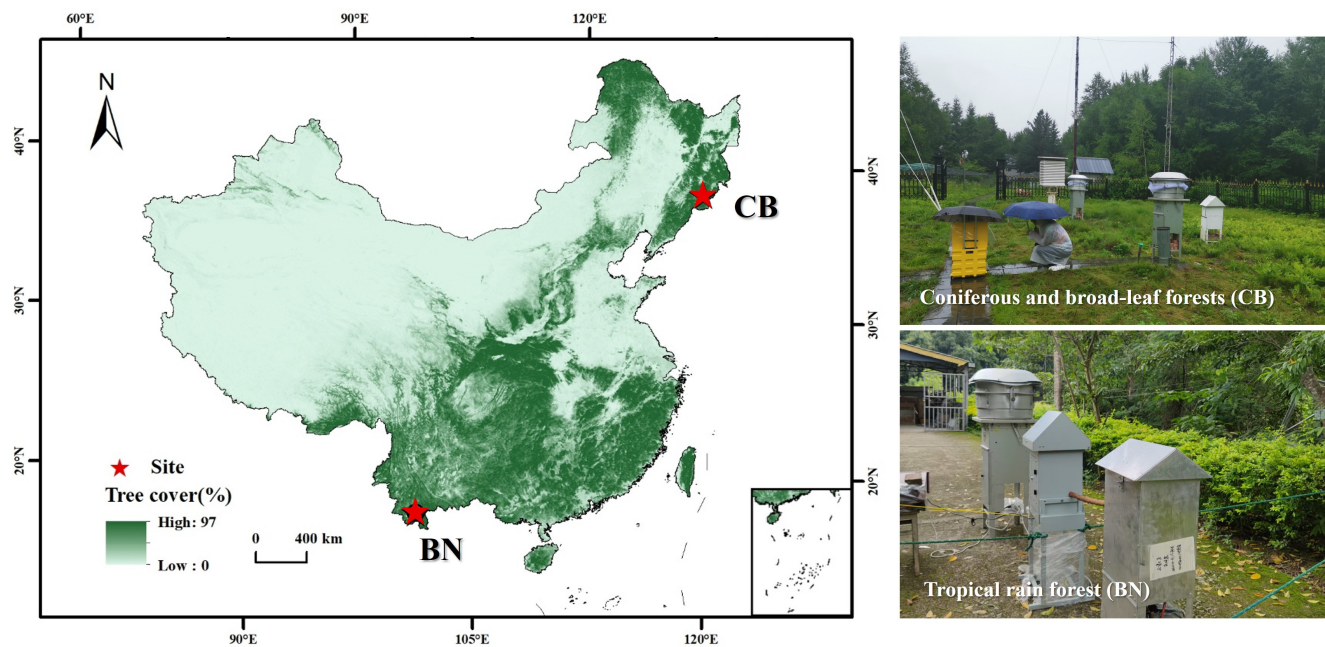 60°E 90°E 120°E
N
40°N
40°N
CB
30°N
30°N
20°N
20°N
Site
Tree cover(%)
High: 97
Low : 0
0 400 km
BN
90°E 105°E 120°E
Coniferous and broad-leaf forests (CB)
Tropical rain forest (BN)